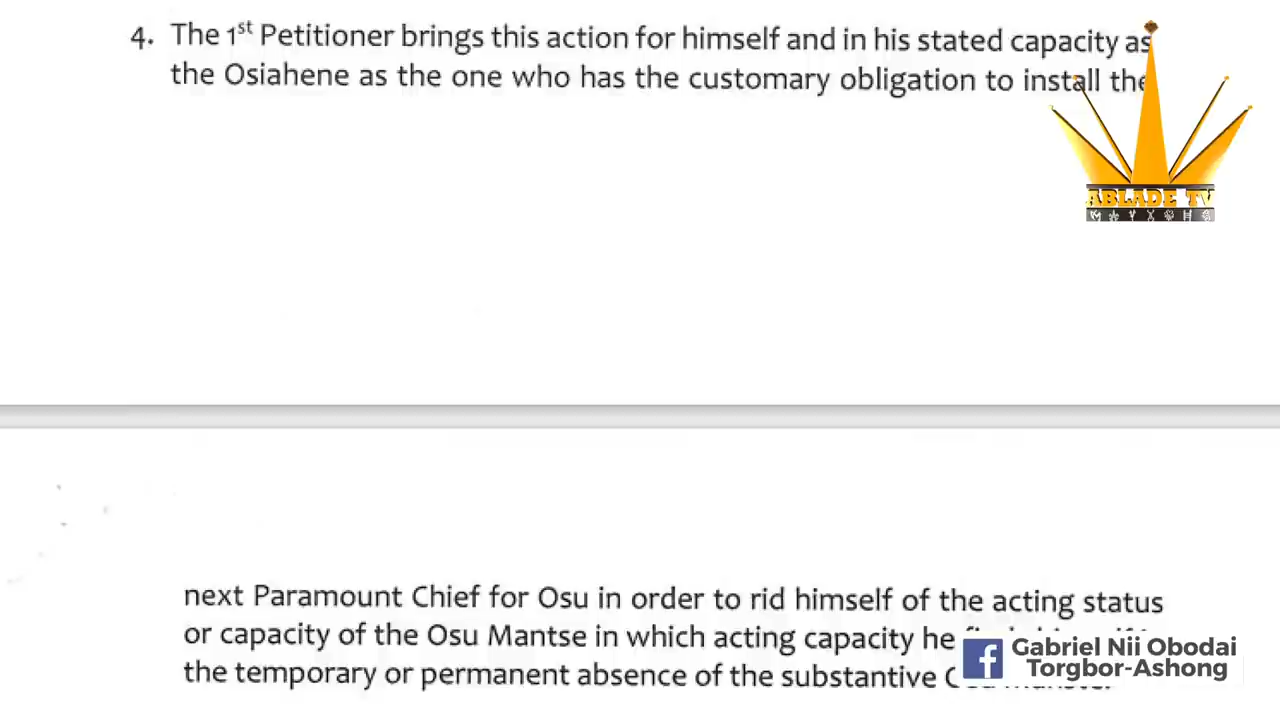 4. The 1st Petitioner brings this action for himself and in his stated capacity as
the Osiahene as the one who has the customary obligation to install the
ABLADE TV
next Paramount Chief for Osu in order to rid himself of the acting status
or capacity of the Osu Mantse in which acting capacity he
the temporary or permanent absence of the substantive
Gabriel Nii Obodai
Torgbor-Ashong